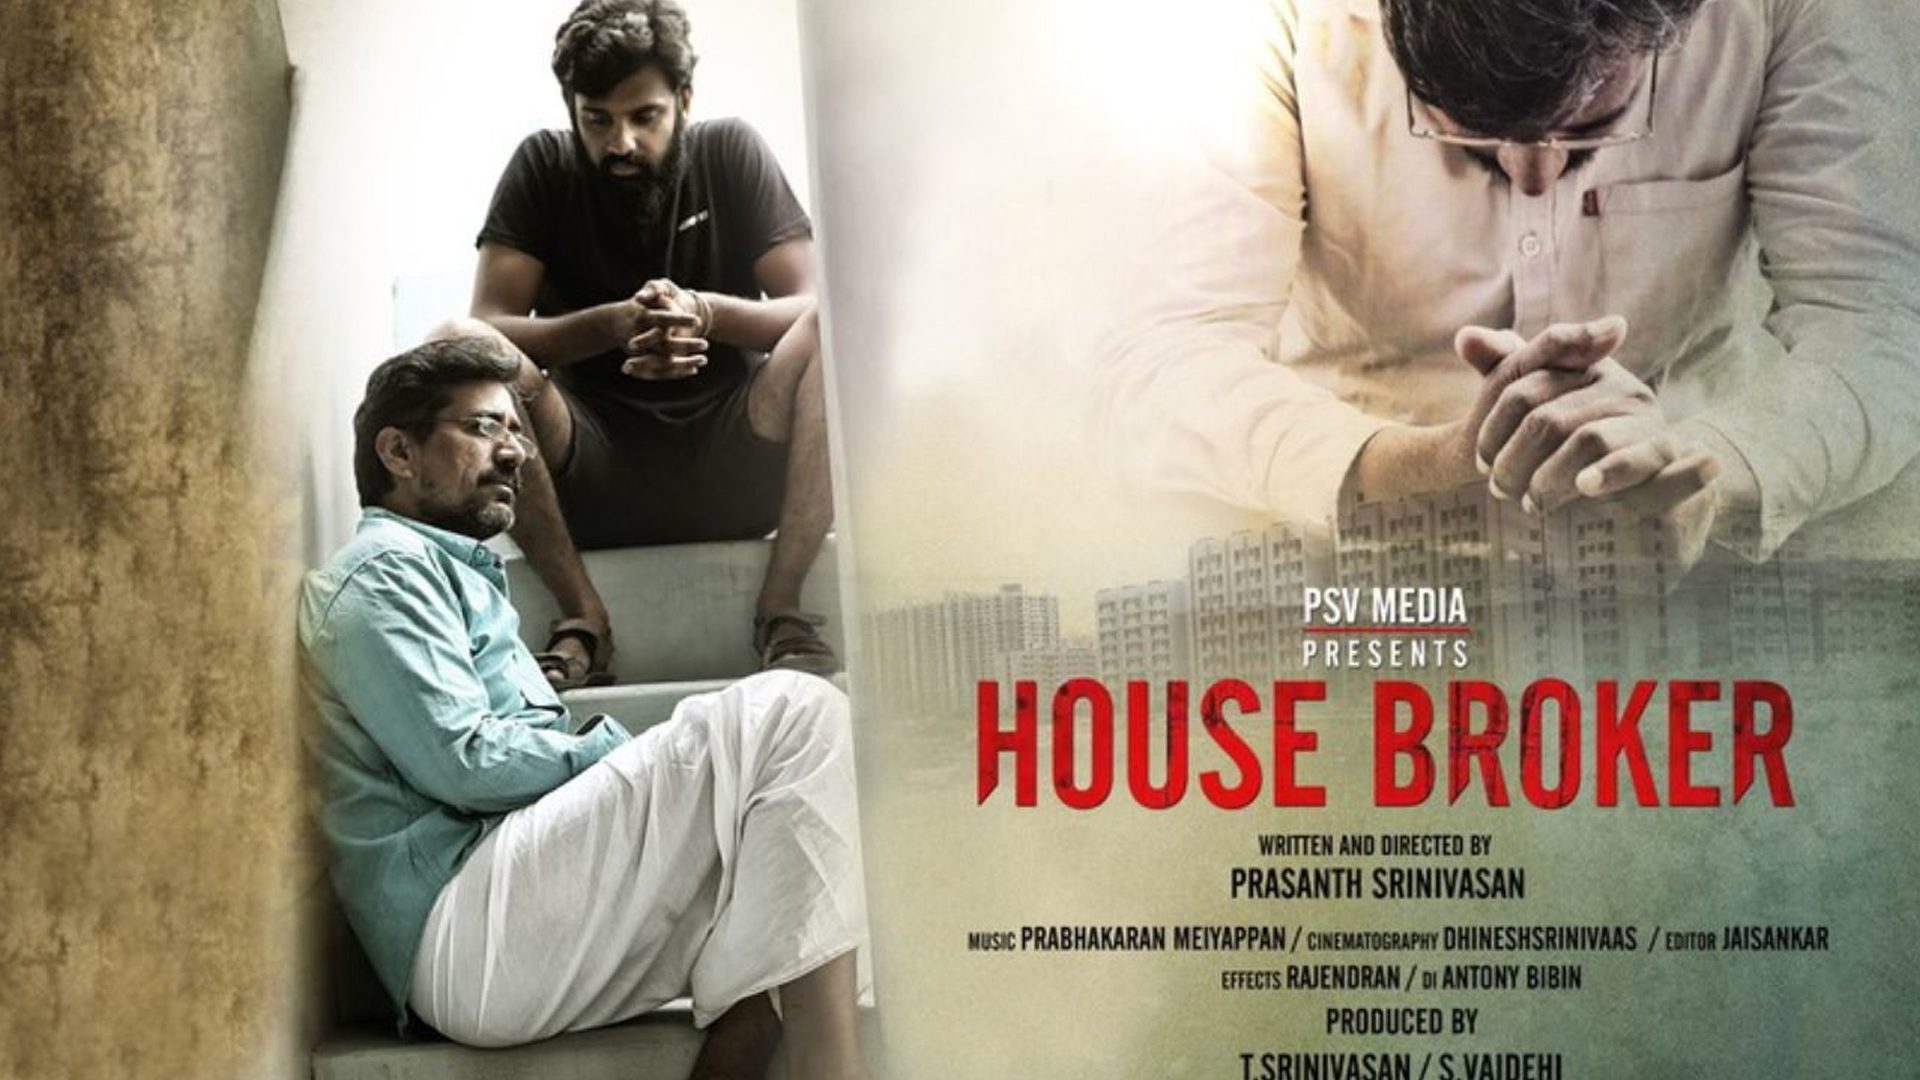 PSV MEDIA
PRESENTS
HOUSE BROKER
WRITTEN AND DIRECTED BY
PRASANTH SRINIVASAN
MUSIC PRABHAKARAN MEIYAPPAN / CINEMATOGRAPHY DHINESHSRINIVAAS / EDITOR JAISANKAR
EFFECTS RAJENDRAN / DI ANTONY BIBIN
PRODUCED BY
T.SRINIVASAN / S.VAIDEHI